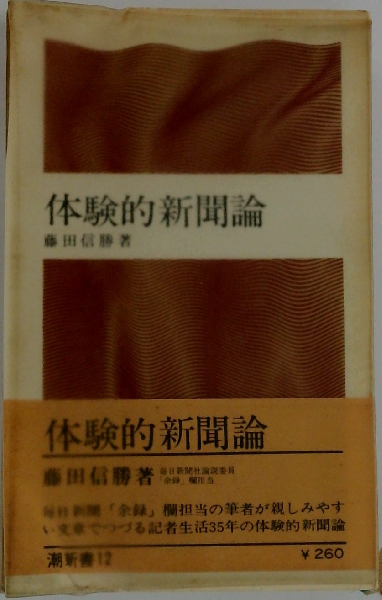 体験的新聞論
藤田信勝著
体験的新聞論
藤田信勝著
毎日新聞社論説委員
「余録」欄担当
毎日新聞「余録」欄担当の筆者が親しみやす
い文章でつづる記者生活35年の体験的新聞論
潮新書12
¥260